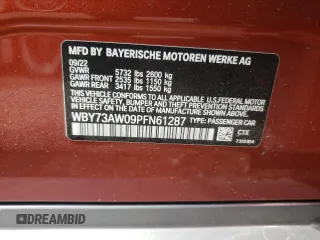 MFD BY BAYERISCHE MOTOREN WERKE AG
09/22
GVWR 5732 lbs 2600 kg
GAWR FRONT 2535 lbs 1150 kg
GAWR REAR 3417 lbs 1550 kg
THIS VEHICLE CONFORMS TO ALL APPLICABLE FEDERAL
MOTOR VEHICLE SAFETY, BUMPER, AND THEFT PREVENTION
STANDARDS IN EFFECT ON THE
DATE OF MANUFACTURE SHOWN ABOVE.
WBY73AW09PFN61287 TYPE: PASSENGER CAR
C1X
DREAMBID